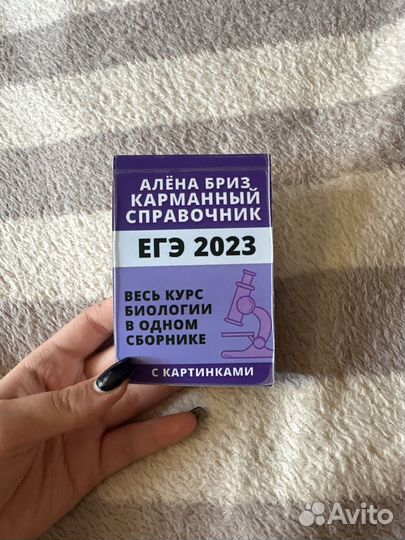 АЛЁНА БРИЗ
КАРМАННЫЙ
СПРАВОЧНИК
ЕГЭ 2023
ВЕСЬ КУРС
БИОЛОГИИ
В ОДНОМ
СБОРНИКЕ
С КАРТИНКАМИ
Avito